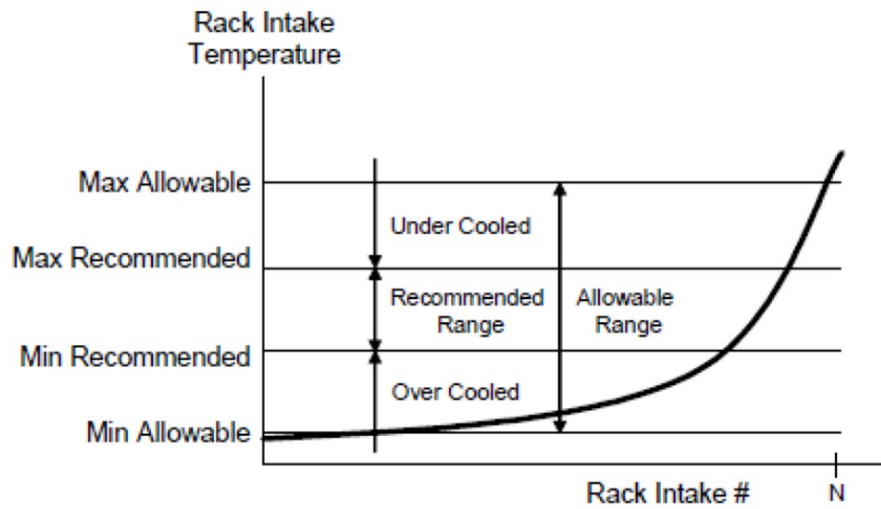 Rack Intake
Temperature
Max Allowable
Under Cooled
Max Recommended
Recommended
Range
Allowable
Range
Min Recommended
Over Cooled
Min Allowable
Rack Intake #
N